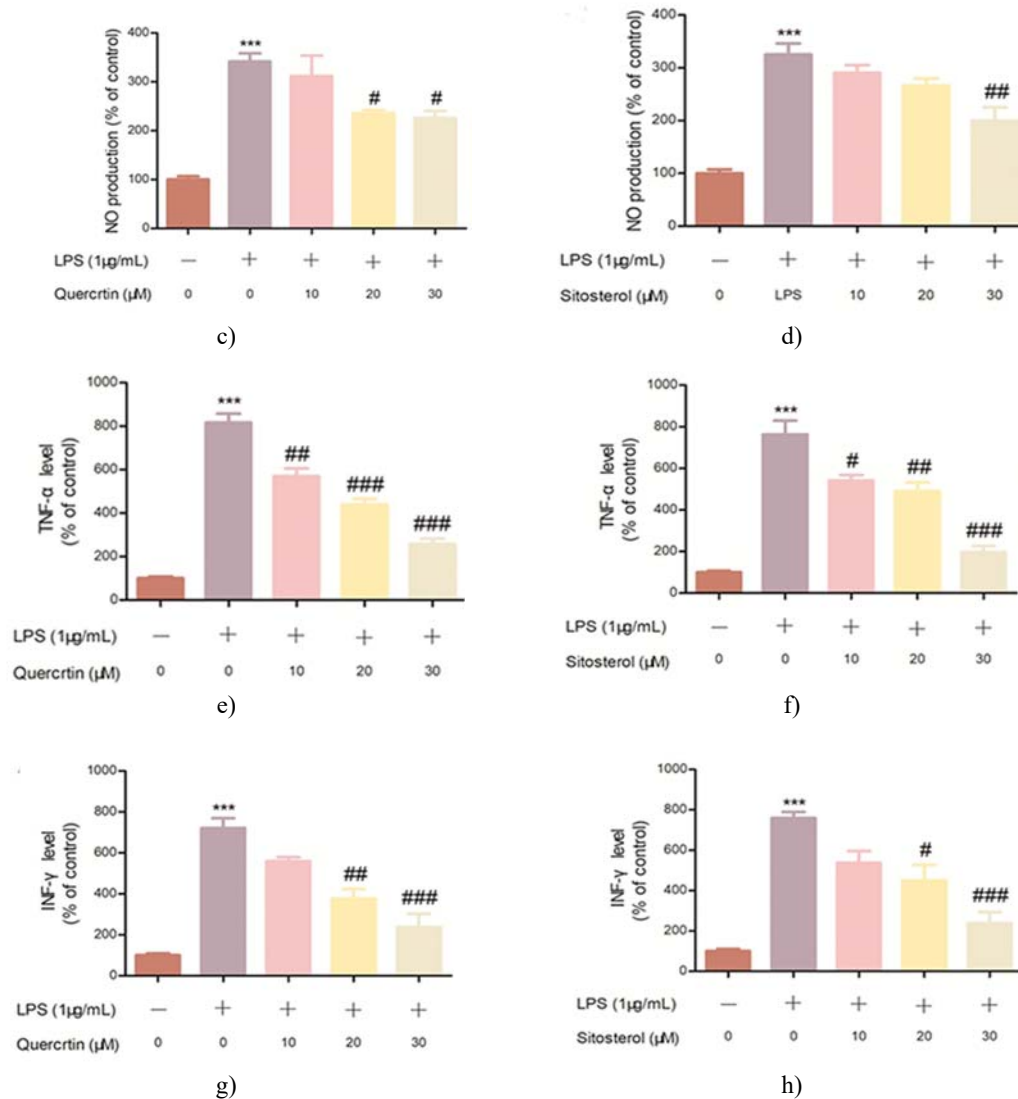 NO production (% of control)
400
300
200
100
0
***
#
#
LPS (1µg/mL) — + + + +
Quercrtin (µM) 0 0 10 20 30
c)
NO production (% of control)
400
300
200
100
0
***
##
LPS (1µg/mL) — + + + +
Sitosterol (µM) 0 LPS 10 20 30
d)
TNF-α level
(% of control)
1000
800
600
400
200
0
***
##
###
###
LPS (1µg/mL) — + + + +
Quercrtin (µM) 0 0 10 20 30
e)
TNF-α level
(% of control)
1000
800
600
400
200
0
***
#
##
###
LPS (1µg/mL) — + + + +
Sitosterol (µM) 0 0 10 20 30
f)
INF-γ level
(% of control)
1000
800
600
400
200
0
***
##
###
LPS (1µg/mL) — + + + +
Quercrtin (µM) 0 0 10 20 30
g)
INF-γ level
(% of control)
1000
800
600
400
200
0
***
#
###
LPS (1µg/mL) — + + + +
Sitosterol (µM) 0 0 10 20 30
h)